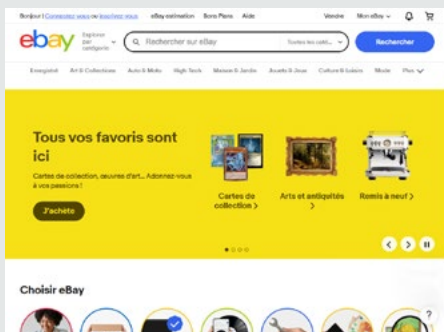 Bonjour ! Connectez-vous ou inscrivez-vous eBay estimation Bons Plans Aide Vendre Mon eBay
ebay Explorer par catégorie Rechercher sur eBay Toutes les caté... Rechercher
Enregistré Art & Collections Auto & Moto High-Tech Maison & Jardin Jouets & Jeux Culture & Loisirs Mode Plus
Tous vos favoris sont
ici
Cartes de collection, œuvres d'art... Adonnez-vous
à vos passions !
J'achète
Cartes de
collection >
Arts et antiquités
>
Remis à neuf >
Choisir eBay
?